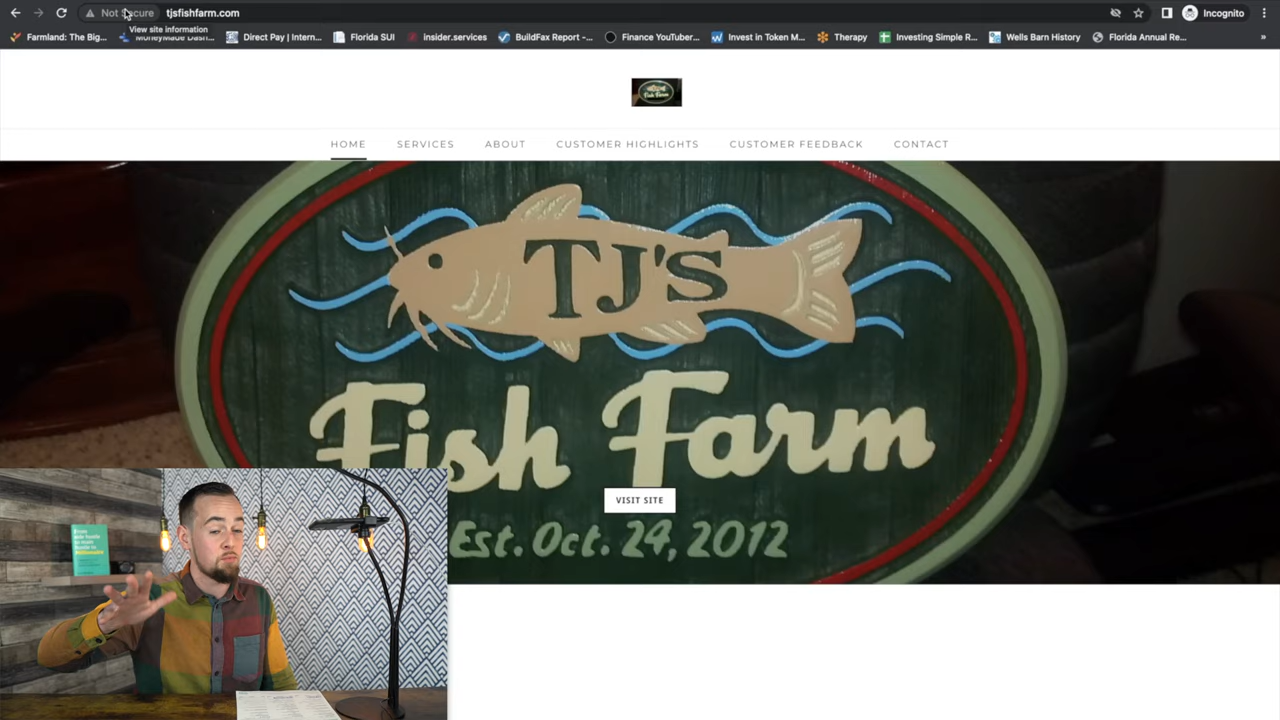 Not Secure tjsfishfarm.com
Incognito
View site information
Farmland: The Big...
MoneyMade Dash...
Direct Pay | Intern...
Florida SUI
insider.services
BuildFax Report -...
Finance YouTuber...
Invest in Token M...
Therapy
Investing Simple R...
Wells Barn History
Florida Annual Re...
»
HOME
SERVICES
ABOUT
CUSTOMER HIGHLIGHTS
CUSTOMER FEEDBACK
CONTACT
TJ'S
Fish Farm
VISIT SITE
Est. Oct. 24, 2012